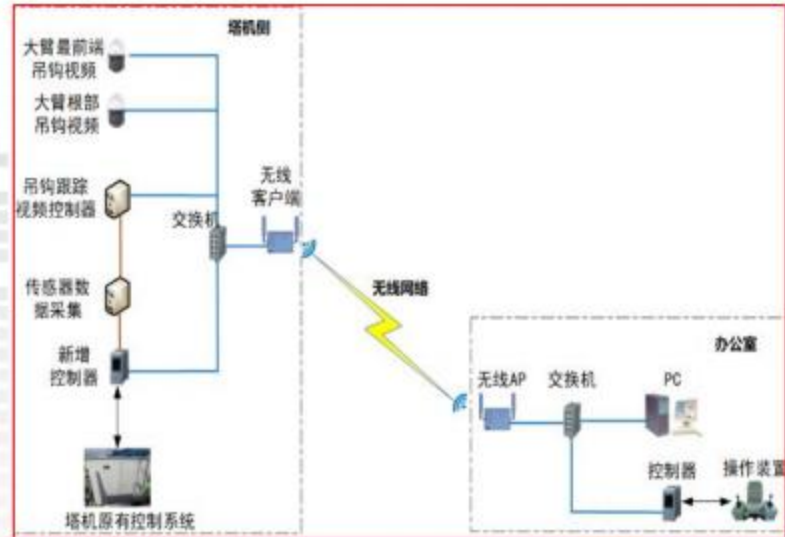 塔机侧
大臂最前端
吊钩视频
大臂根部
吊钩视频
吊钩跟踪
视频控制器
交换机
无线
客户端
传感器数
据采集
新增
控制器
塔机原有控制系统
无线网络
办公室
无线AP
交换机
PC
控制器
操作装置